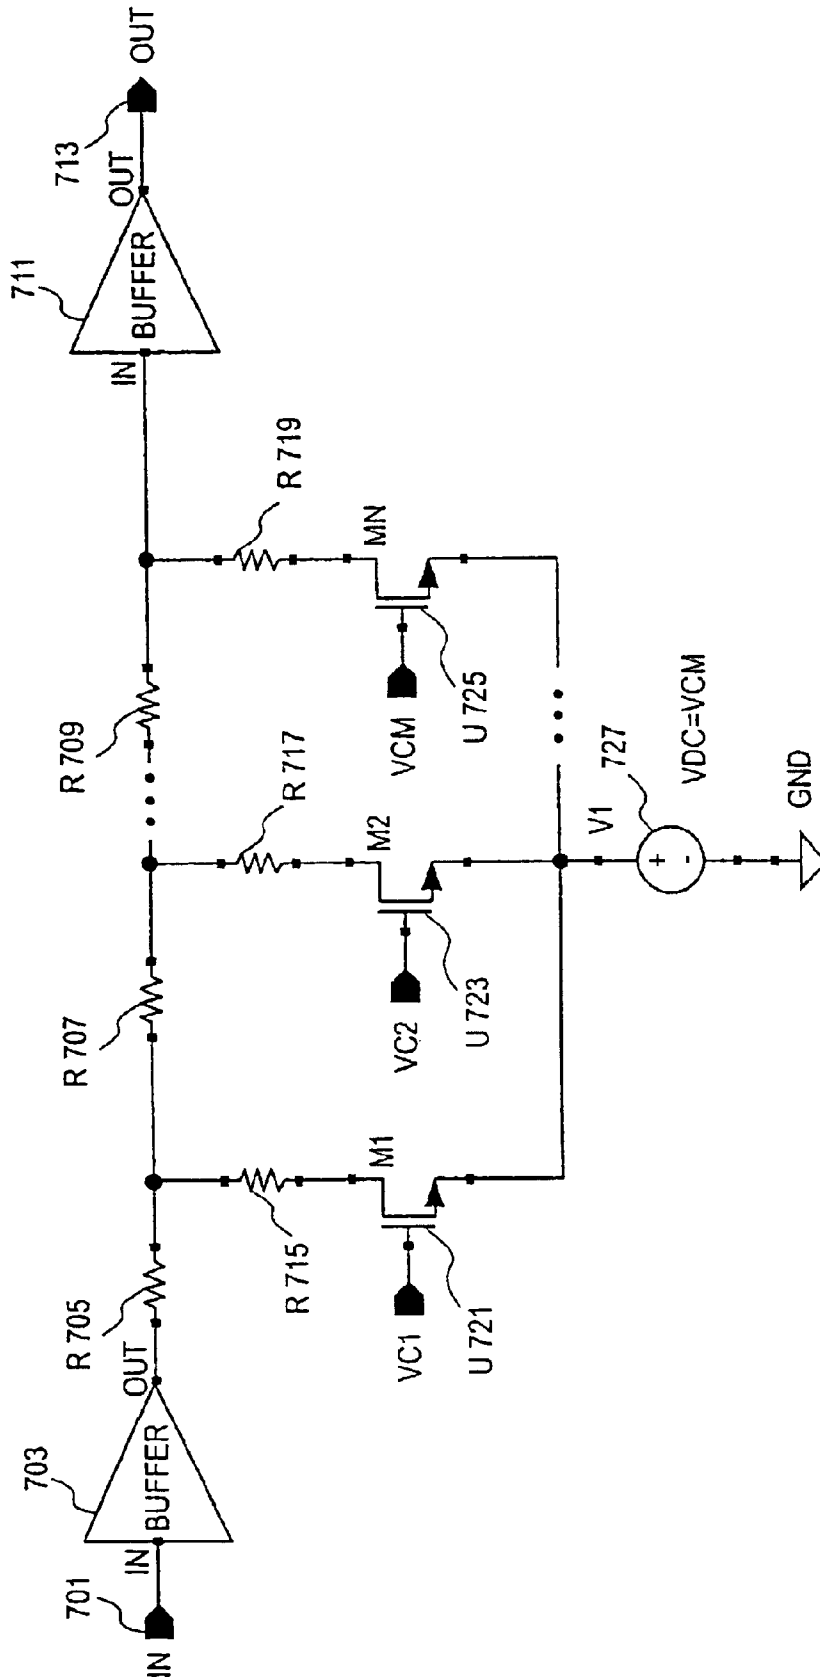 701
IN
IN
BUFFER
703
OUT
R 705
R 707
R 709
IN
BUFFER
711
OUT
713
OUT
R 715
R 717
R 719
M1
M2
MN
VC1
VC2
VCM
U 721
U 723
U 725
V1
727
VDC=VCM
GND
+
-